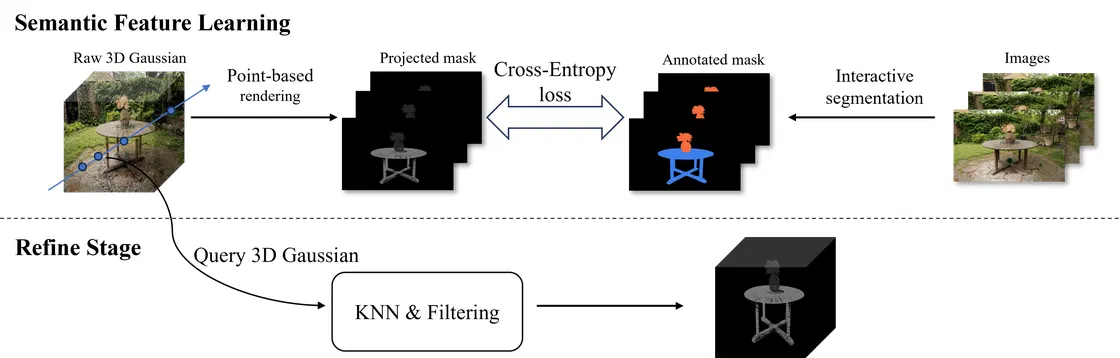 Semantic Feature Learning
Raw 3D Gaussian
Point-based
rendering
Projected mask
Cross-Entropy
loss
Annotated mask
Interactive
segmentation
Images
Refine Stage
Query 3D Gaussian
KNN & Filtering